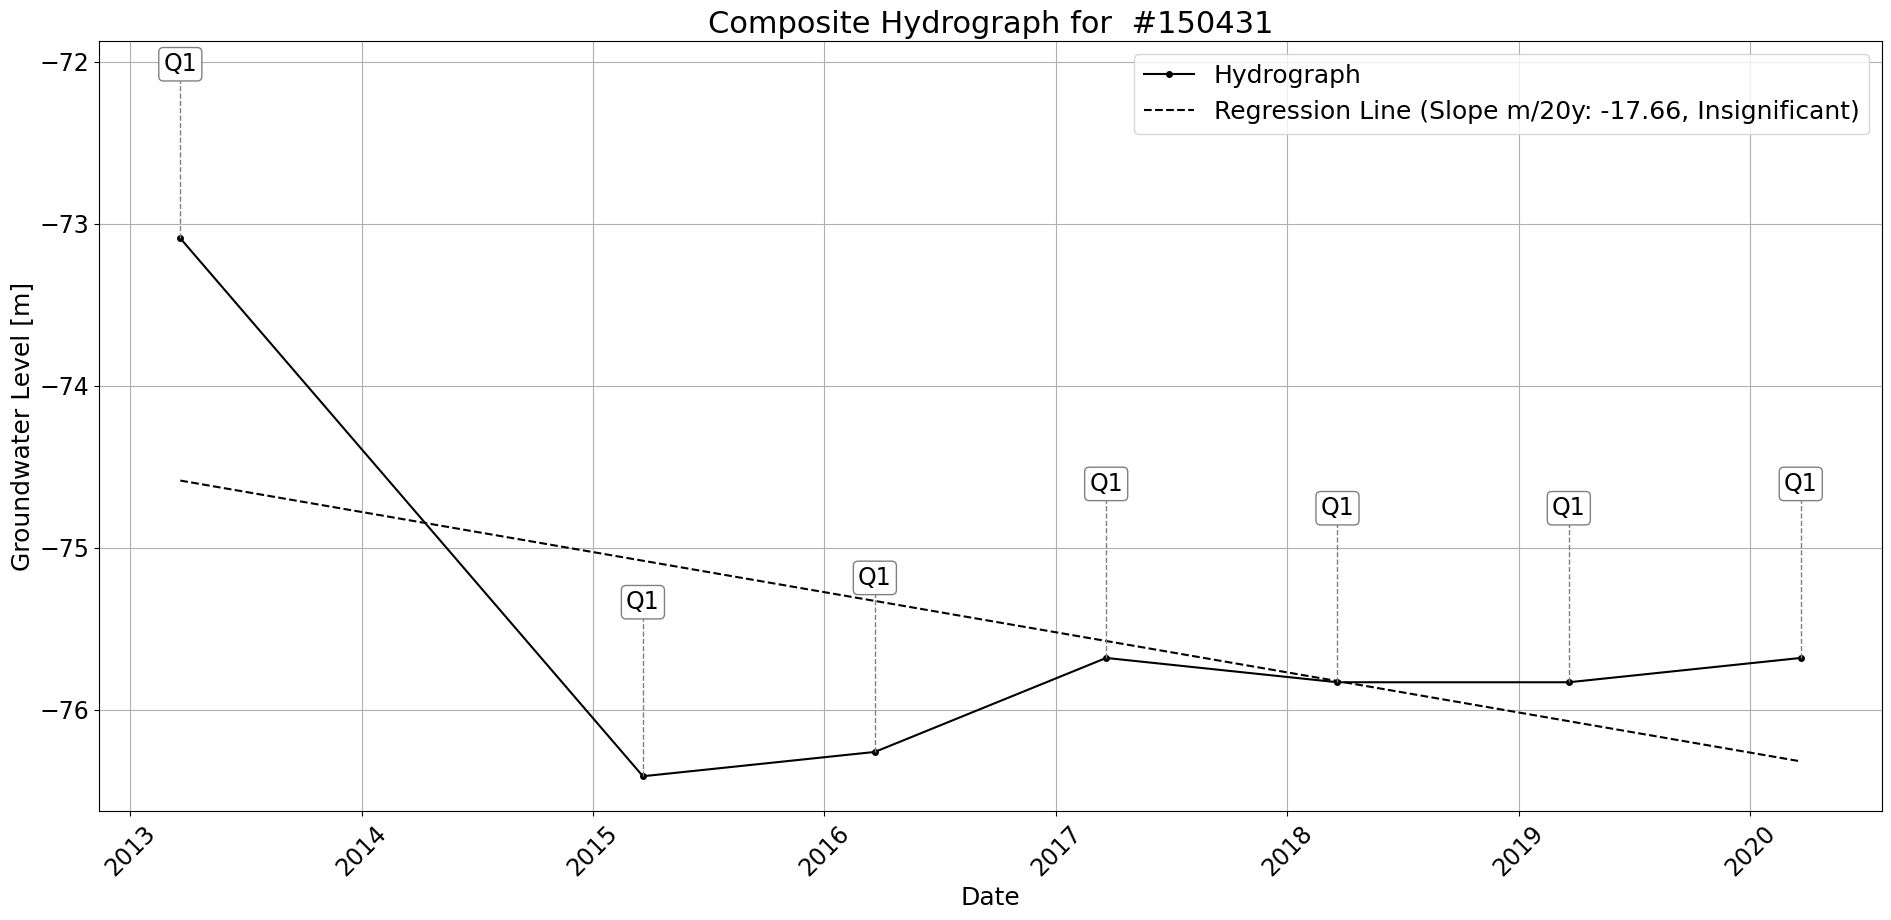 Composite Hydrograph for  #150431
Hydrograph
Regression Line (Slope m/20y: -17.66, Insignificant)
Groundwater Level [m]
−72
−73
−74
−75
−76
Q1
Q1
Q1
Q1
Q1
Q1
Q1
2013
2014
2015
2016
2017
2018
2019
2020
Date